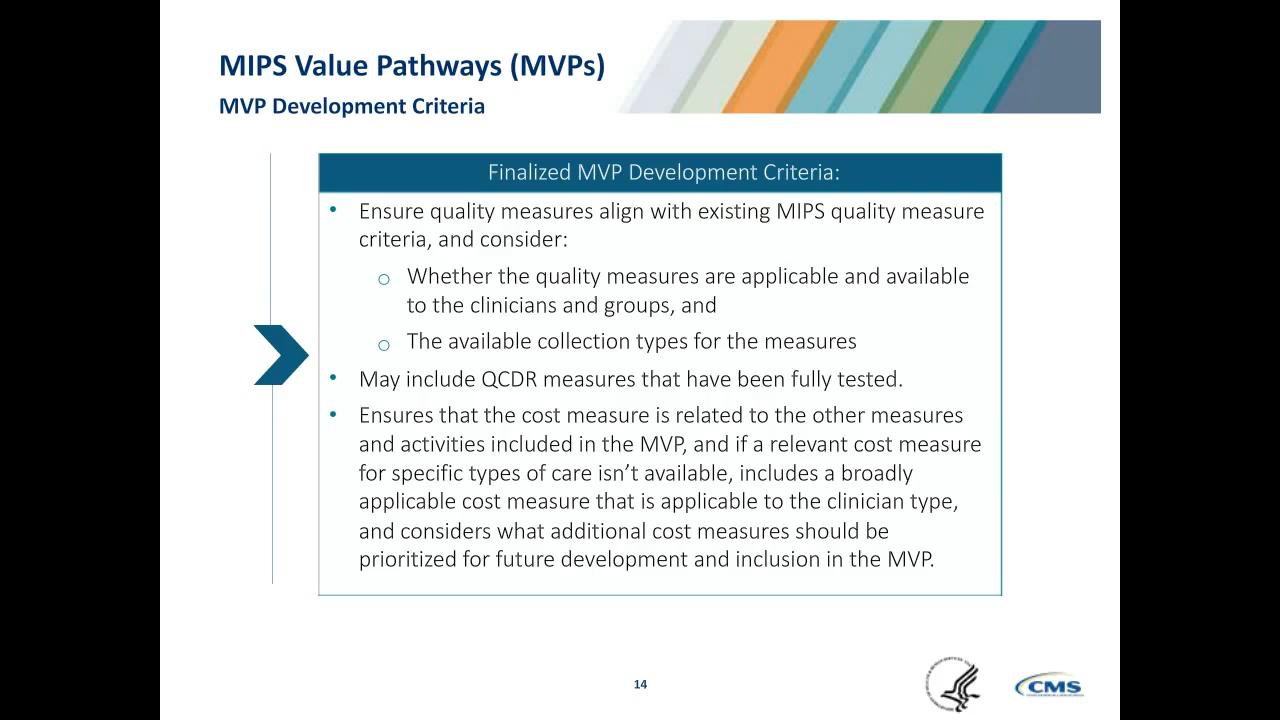 MIPS Value Pathways (MVPs)
MVP Development Criteria
Finalized MVP Development Criteria:
• Ensure quality measures align with existing MIPS quality measure
criteria, and consider:
o Whether the quality measures are applicable and available
to the clinicians and groups, and
o The available collection types for the measures
• May include QCDR measures that have been fully tested.
• Ensures that the cost measure is related to the other measures
and activities included in the MVP, and if a relevant cost measure
for specific types of care isn’t available, includes a broadly
applicable cost measure that is applicable to the clinician type,
and considers what additional cost measures should be
prioritized for future development and inclusion in the MVP.
14
CMS